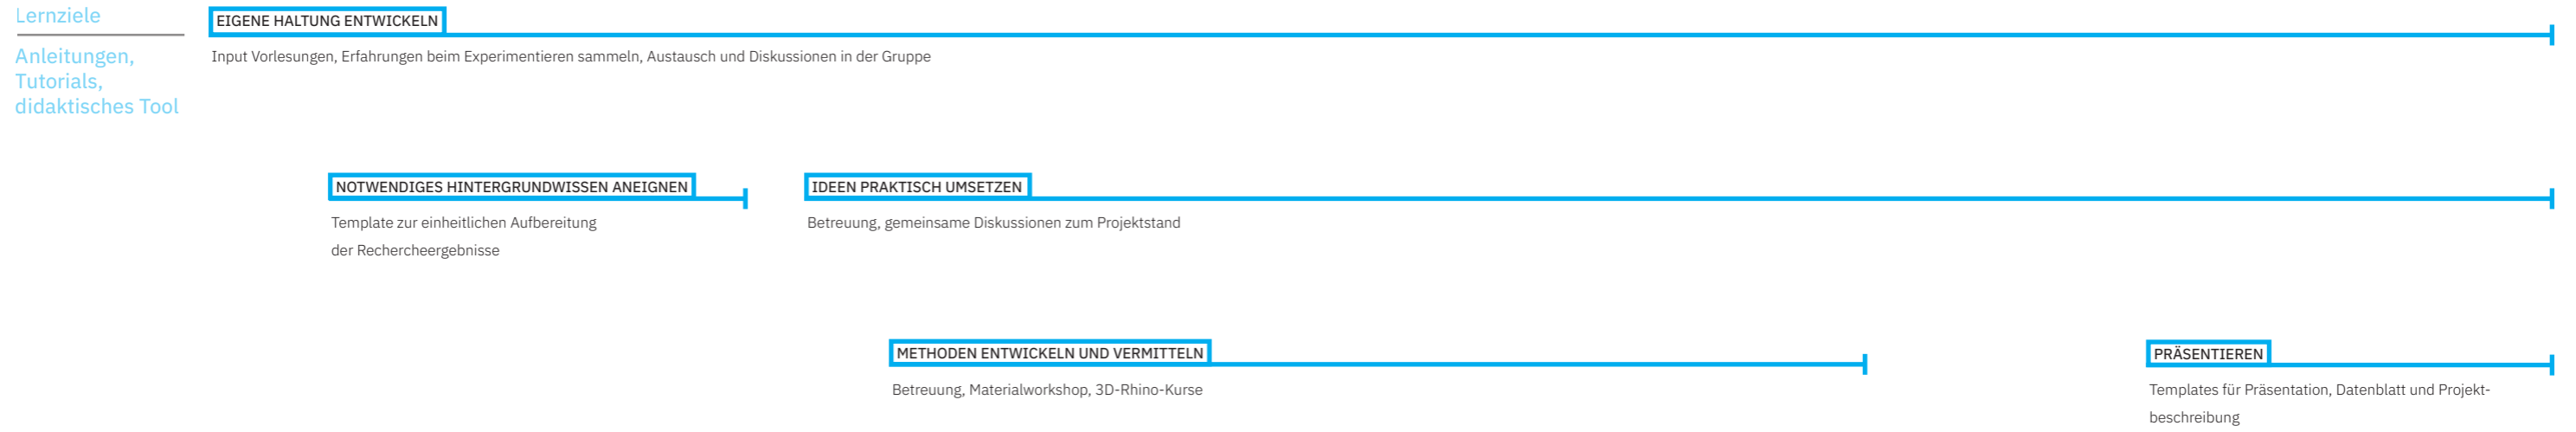 Lernziele
Anleitungen,
Tutorials,
didaktisches Tool
EIGENE HALTUNG ENTWICKELN
Input Vorlesungen, Erfahrungen beim Experimentieren sammeln, Austausch und Diskussionen in der Gruppe
NOTWENDIGES HINTERGRUNDWISSEN ANEIGNEN
Template zur einheitlichen Aufbereitung
der Rechercheergebnisse
IDEEN PRAKTISCH UMSETZEN
Betreuung, gemeinsame Diskussionen zum Projektstand
METHODEN ENTWICKELN UND VERMITTELN
Betreuung, Materialworkshop, 3D-Rhino-Kurse
PRÄSENTIEREN
Templates für Präsentation, Datenblatt und Projekt-
beschreibung